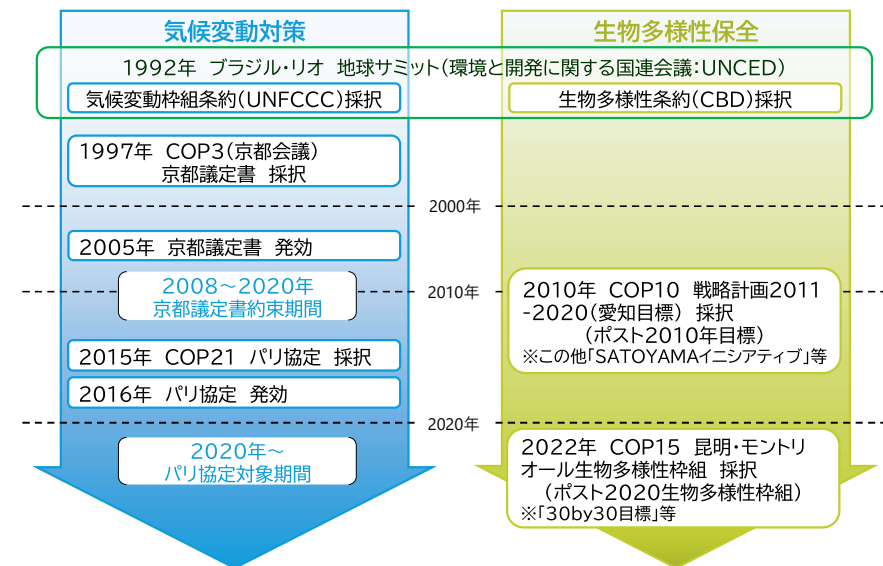 気候変動対策
生物多様性保全
1992年 ブラジル・リオ 地球サミット(環境と開発に関する国連会議:UNCED)
気候変動枠組条約(UNFCCC)採択
生物多様性条約(CBD)採択
1997年 COP3(京都会議)
京都議定書 採択
2000年
2005年 京都議定書 発効
2008~2020年
京都議定書約束期間
2010年
2010年 COP10 戦略計画2011
-2020(愛知目標) 採択
(ポスト2010年目標)
※この他「SATOYAMAイニシアティブ」等
2015年 COP21 パリ協定 採択
2016年 パリ協定 発効
2020年
2020年~
パリ協定対象期間
2022年 COP15 昆明・モントリ
オール生物多様性枠組 採択
(ポスト2020生物多様性枠組)
※「30by30目標」等